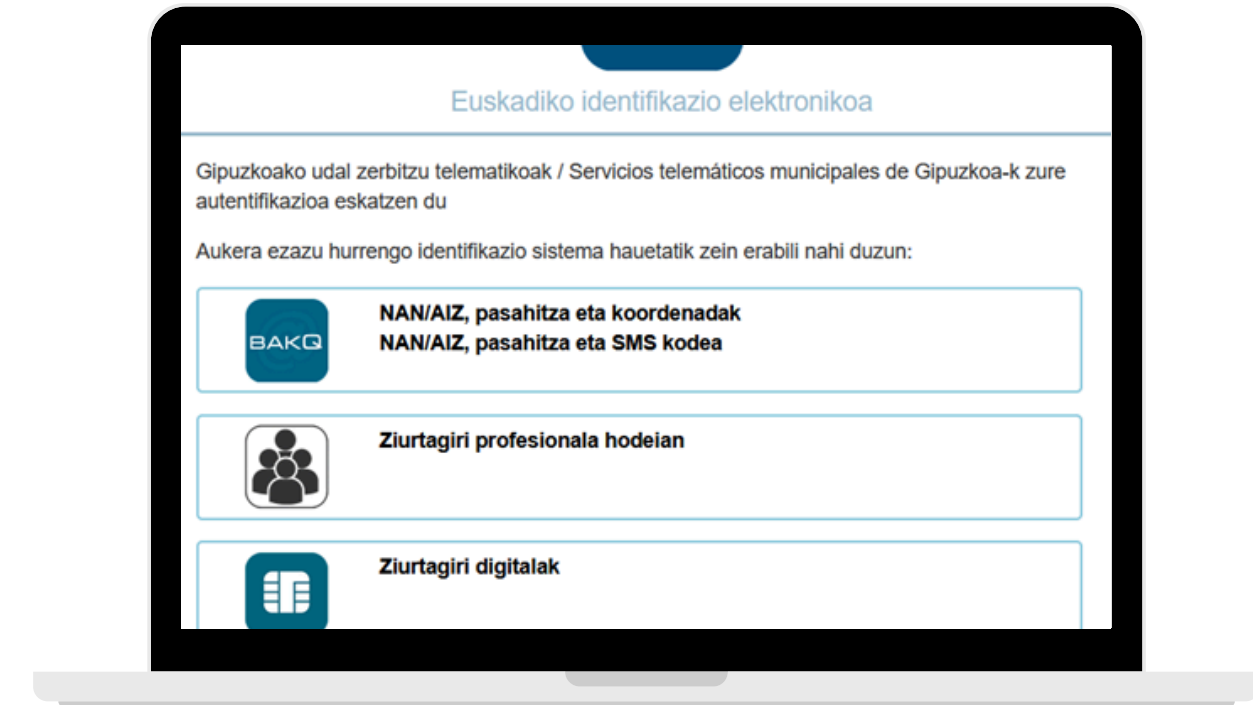 Euskadiko identifikazio elektronikoa
Gipuzkoako udal zerbitzu telematikoak / Servicios telemáticos municipales de Gipuzkoa-k zure
autentifikazioa eskatzen du
Aukera ezazu hurrengo identifikazio sistema hauetatik zein erabili nahi duzun:
BAKQ
NAN/AIZ, pasahitza eta koordenadak
NAN/AIZ, pasahitza eta SMS kodea
Ziurtagiri profesionala hodeian
Ziurtagiri digitalak